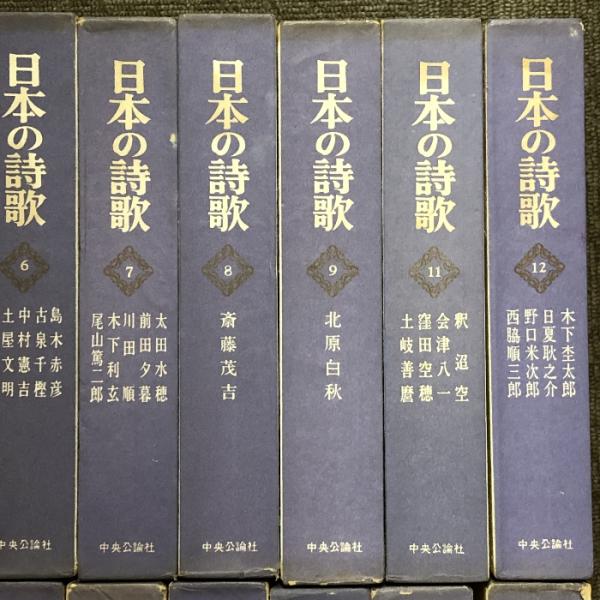 日本の詩歌
6
島木赤彦
古泉千樫
中村憲吉
土屋文明
日本の詩歌
7
太田水穂
前田夕暮
川田順
木下利玄
尾山篤二郎
中央公論社
日本の詩歌
8
斎藤茂吉
中央公論社
日本の詩歌
9
北原白秋
中央公論社
日本の詩歌
11
釈迢空
会津八一
窪田空穂
土岐善麿
中央公論社
日本の詩歌
12
木下杢太郎
日夏耿之介
野口米次郎
西脇順三郎
中央公論社